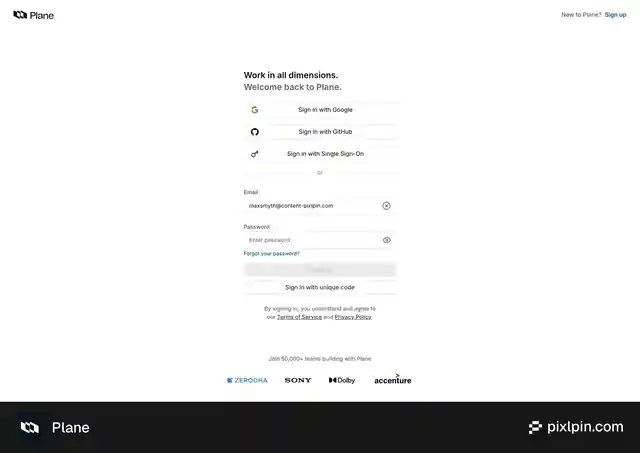 Plane
New to Plane? Sign up
Work in all dimensions.
Welcome back to Plane.
Sign in with Google
Sign in with GitHub
Sign in with Single Sign-On
or
Email
maxsmyth@content-pixlpin.com
Password
Enter password
Forgot your password?
Sign in with unique code
By signing in, you understand and agree to
our Terms of Service and Privacy Policy.
Join 50,000+ teams building with Plane
ZERODHA SONY Dolby accenture
Plane pixlpin.com